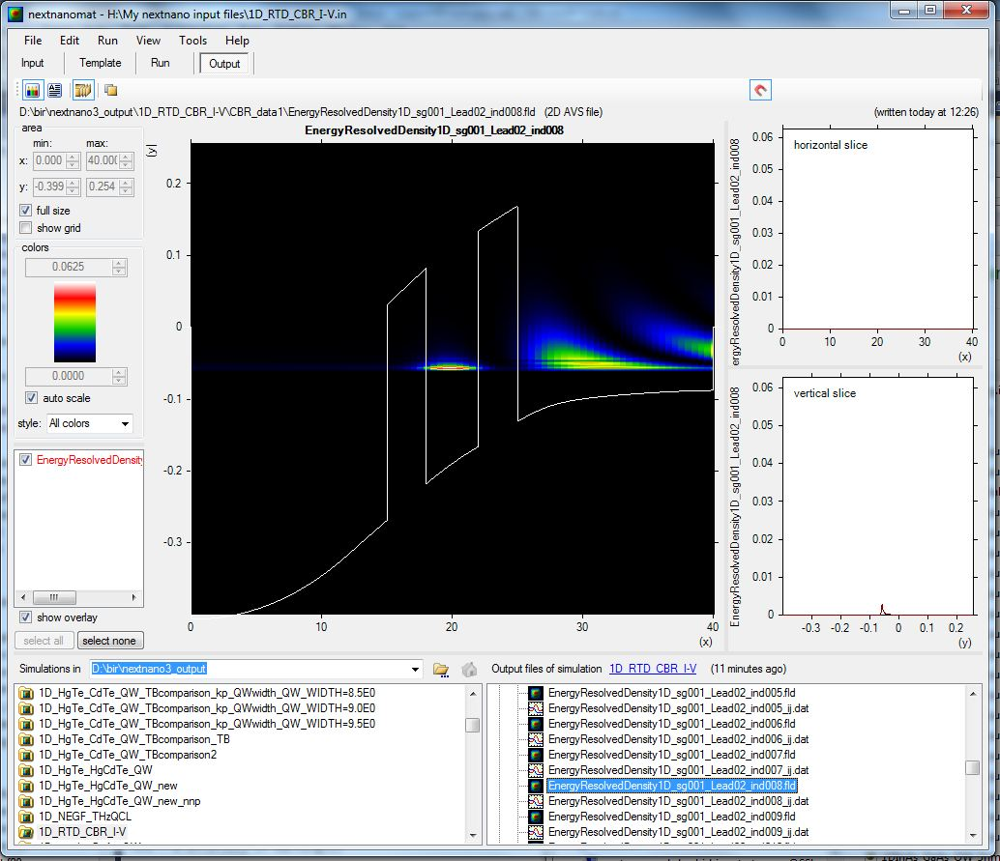 nextnanomat - H:\My nextnano input files\1D_RTD_CBR_I-V.in
File Edit Run View Tools Help
Input Template Run Output
D:\bir\nextnano3_output\1D_RTD_CBR_I-V\CBR_data1\EnergyResolvedDensity1D_sg001_Lead02_ind008.fld (2D AVS file) (written today at 12:26)
area
min: max:
x: 0.000 40.000
y: -0.399 0.254
full size
show grid
colors
0.0625
0.0000
auto scale
style: All colors
EnergyResolvedDensity
show overlay
select all select none
EnergyResolvedDensity1D_sg001_Lead02_ind008
(y)
0.2
0.1
0
-0.1
-0.2
-0.3
0 10 20 30 40
(x)
ergyResolvedDensity1D_sg001_Lead02_ind008
horizontal slice
0.06
0.05
0.04
0.03
0.02
0.01
0
0 10 20 30 40
(x)
EnergyResolvedDensity1D_sg001_Lead02_ind008
vertical slice
0.06
0.05
0.04
0.03
0.02
0.01
0
-0.3 -0.2 -0.1 0 0.1 0.2
(y)
Simulations in D:\bir\nextnano3_output
1D_HgTe_CdTe_QW_TBcomparison_kp_QWwidth_QW_WIDTH=8.5E0
1D_HgTe_CdTe_QW_TBcomparison_kp_QWwidth_QW_WIDTH=9.0E0
1D_HgTe_CdTe_QW_TBcomparison_kp_QWwidth_QW_WIDTH=9.5E0
1D_HgTe_CdTe_QW_TBcomparison_TB
1D_HgTe_CdTe_QW_TBcomparison2
1D_HgTe_HgCdTe_QW
1D_HgTe_HgCdTe_QW_new
1D_HgTe_HgCdTe_QW_new_nnp
1D_NEGF_THzQCL
1D_RTD_CBR_I-V
Output files of simulation 1D_RTD_CBR_I-V (11 minutes ago)
EnergyResolvedDensity1D_sg001_Lead02_ind005.fld
EnergyResolvedDensity1D_sg001_Lead02_ind005_ij.dat
EnergyResolvedDensity1D_sg001_Lead02_ind006.fld
EnergyResolvedDensity1D_sg001_Lead02_ind006_ij.dat
EnergyResolvedDensity1D_sg001_Lead02_ind007.fld
EnergyResolvedDensity1D_sg001_Lead02_ind007_ij.dat
EnergyResolvedDensity1D_sg001_Lead02_ind008.fld
EnergyResolvedDensity1D_sg001_Lead02_ind008_ij.dat
EnergyResolvedDensity1D_sg001_Lead02_ind009.fld
EnergyResolvedDensity1D_sg001_Lead02_ind009_ij.dat